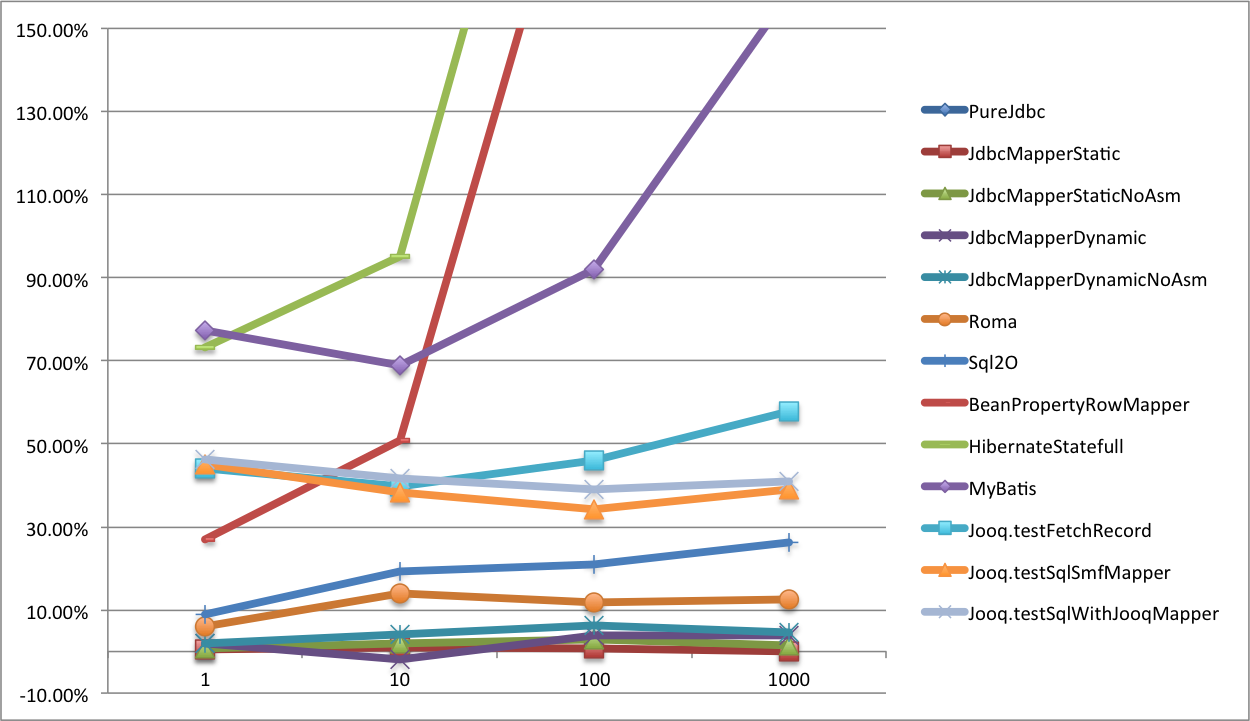 150.00%
130.00%
110.00%
90.00%
70.00%
50.00%
30.00%
10.00%
-10.00%
1 10 100 1000
PureJdbc
JdbcMapperStatic
JdbcMapperStaticNoAsm
JdbcMapperDynamic
JdbcMapperDynamicNoAsm
Roma
Sql2O
BeanPropertyRowMapper
HibernateStatefull
MyBatis
Jooq.testFetchRecord
Jooq.testSqlSmfMapper
Jooq.testSqlWithJooqMapper